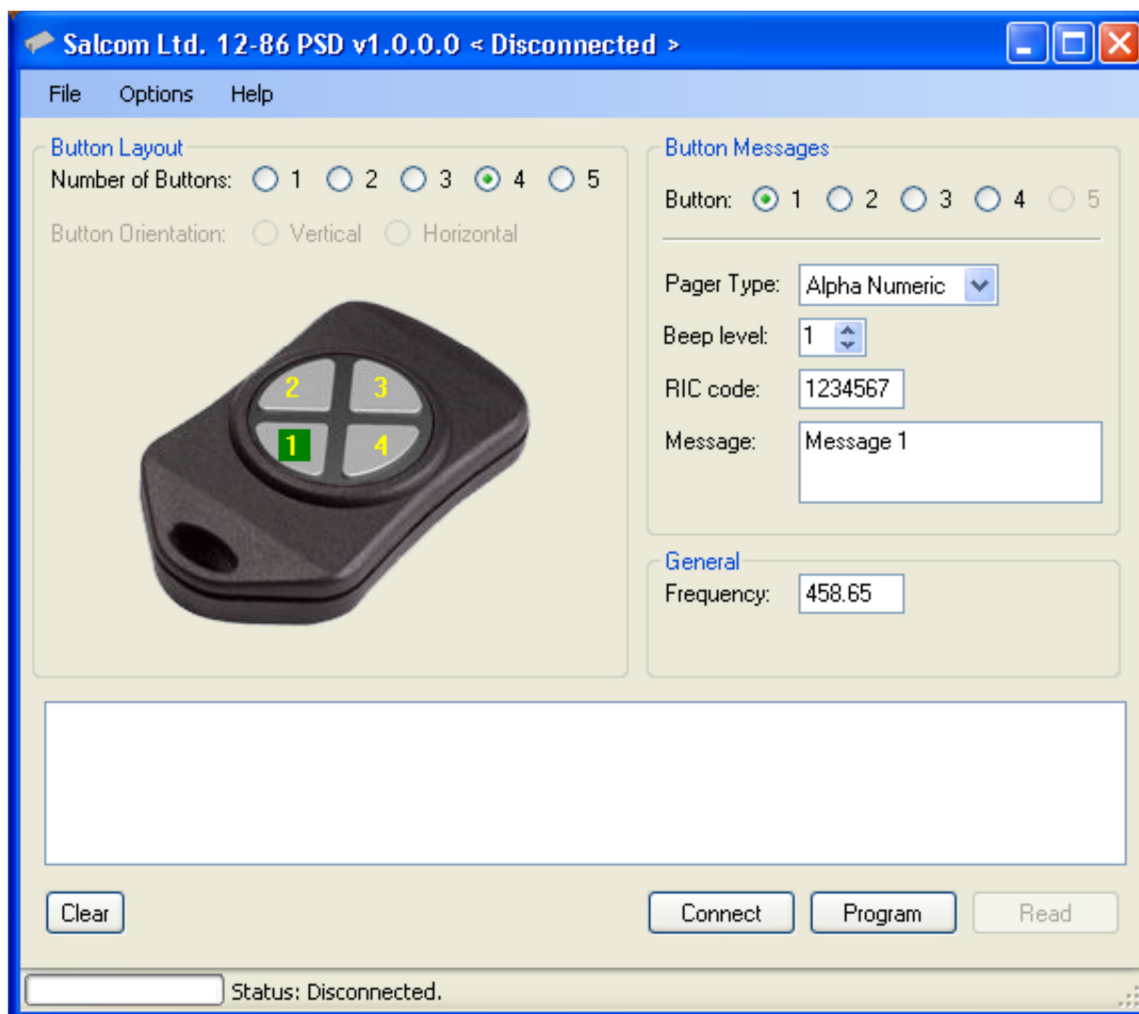 Salcom Ltd. 12-86 PSD v1.0.0.0 < Disconnected >
File Options Help
Button Layout
Number of Buttons: 1 2 3 4 5
Button Orientation: Vertical Horizontal
2 3
1 4
Button Messages
Button: 1 2 3 4 5
Pager Type: Alpha Numeric
Beep level: 1
RIC code: 1234567
Message: Message 1
General
Frequency: 458.65
Clear Connect Program Read
Status: Disconnected.